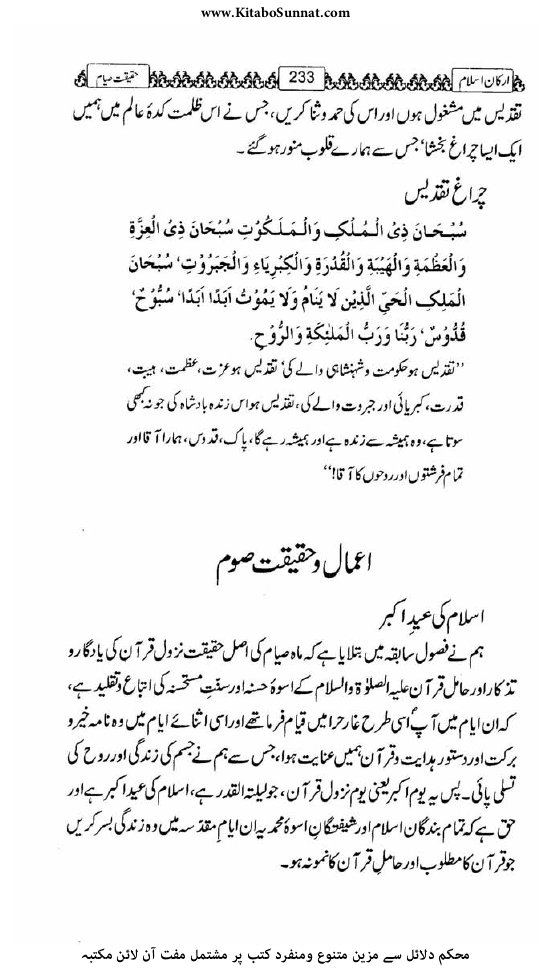 www.KitaboSunnat.com
ارکان اسلام 233 حقیقت صیام
تقدیس میں مشغول ہوں اور اس کی حمد و ثنا کریں، جس نے اس ظلمت کدۂ عالم میں ہمیں
ایک ایسا چراغ بخشا، جس سے ہمارے قلوب منور ہو گئے ۔
چراغ تقدیس
سُبْحَانَ ذِی الْمُلْکِ وَالْمَلَکُوْتِ سُبْحَانَ ذِی الْعِزَّةِ
وَالْعَظْمَةِ وَالْهَيْبَةِ وَالْقُدْرَةِ وَالْكِبْرِيَاءِ وَالْجَبَرُوْتِ، سُبْحَانَ
الْمَلِكِ الْحَيِّ الَّذِيْنَ لَا يَنَامُ وَلَا يَمُوْتُ اَبَدًا اَبَدًا، سُبُّوْحٌ،
قُدُّوْسٌ، رَبُّنَا وَرَبُّ الْمَلٰئِكَةِ وَالرُّوْحِ.
”تقدیس ہو حکومت و شہنشاہی والے کی، تقدیس ہو عزت، عظمت، ہیبت،
قدرت، کبریائی اور جبروت والے کی، تقدیس ہو اس زندہ بادشاہ کی جو نہ کبھی
سوتا ہے، وہ ہمیشہ سے زندہ ہے اور ہمیشہ رہے گا، پاک، قدوس، ہمارا آقا اور
تمام فرشتوں اور روحوں کا آقا!“
اعمال و حقیقت صوم
اسلام کی عیدِ اکبر
ہم نے فصول سابقہ میں بتلایا ہے کہ ماہ صیام کی اصل حقیقت نزول قرآن کی یادگار و
تذکار اور حامل قرآن علیہ الصلوٰۃ والسلام کے اسوۂ حسنہ اور سنتِ مستحسنہ کی اتباع و تقلید ہے،
کہ ان ایام میں آپؐ اُسی طرح غار حرا میں قیام فرماتے تھے اور اسی اثنائے ایام میں وہ نامہ خیر و
برکت اور دستور ہدایت و قرآن ہمیں عنایت ہوا، جس سے ہم نے جسم کی زندگی اور روح کی
تسلی پائی۔ پس یہ یوم اکبر یعنی یوم نزول قرآن، جو لیلتہ القدر ہے، اسلام کی عید اکبر ہے اور
حق ہے کہ تمام بندگان اسلام اور شیفتگانِ اسوۂ محمدیہ ان ایامِ مقدسہ میں وہ زندگی بسر کریں
جو قرآن کا مطلوب اور حاملِ قرآن کا نمونہ ہو۔
محکم دلائل سے مزین متنوع ومنفرد کتب پر مشتمل مفت آن لائن مکتبہ